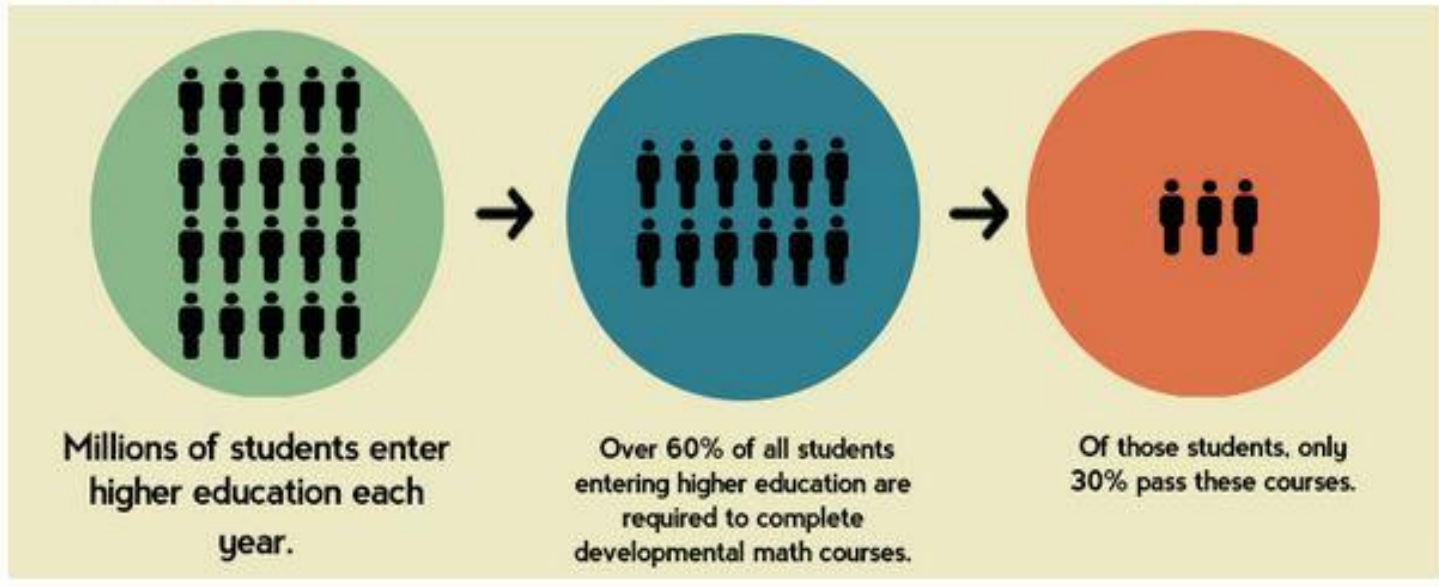 Millions of students enter
higher education each
year.
Over 60% of all students
entering higher education are
required to complete
developmental math courses.
Of those students, only
30% pass these courses.